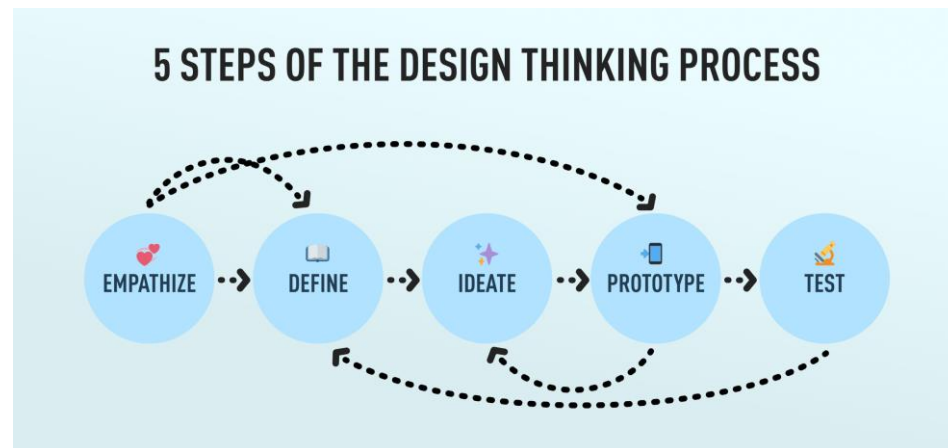 5 STEPS OF THE DESIGN THINKING PROCESS
EMPATHIZE
DEFINE
IDEATE
PROTOTYPE
TEST